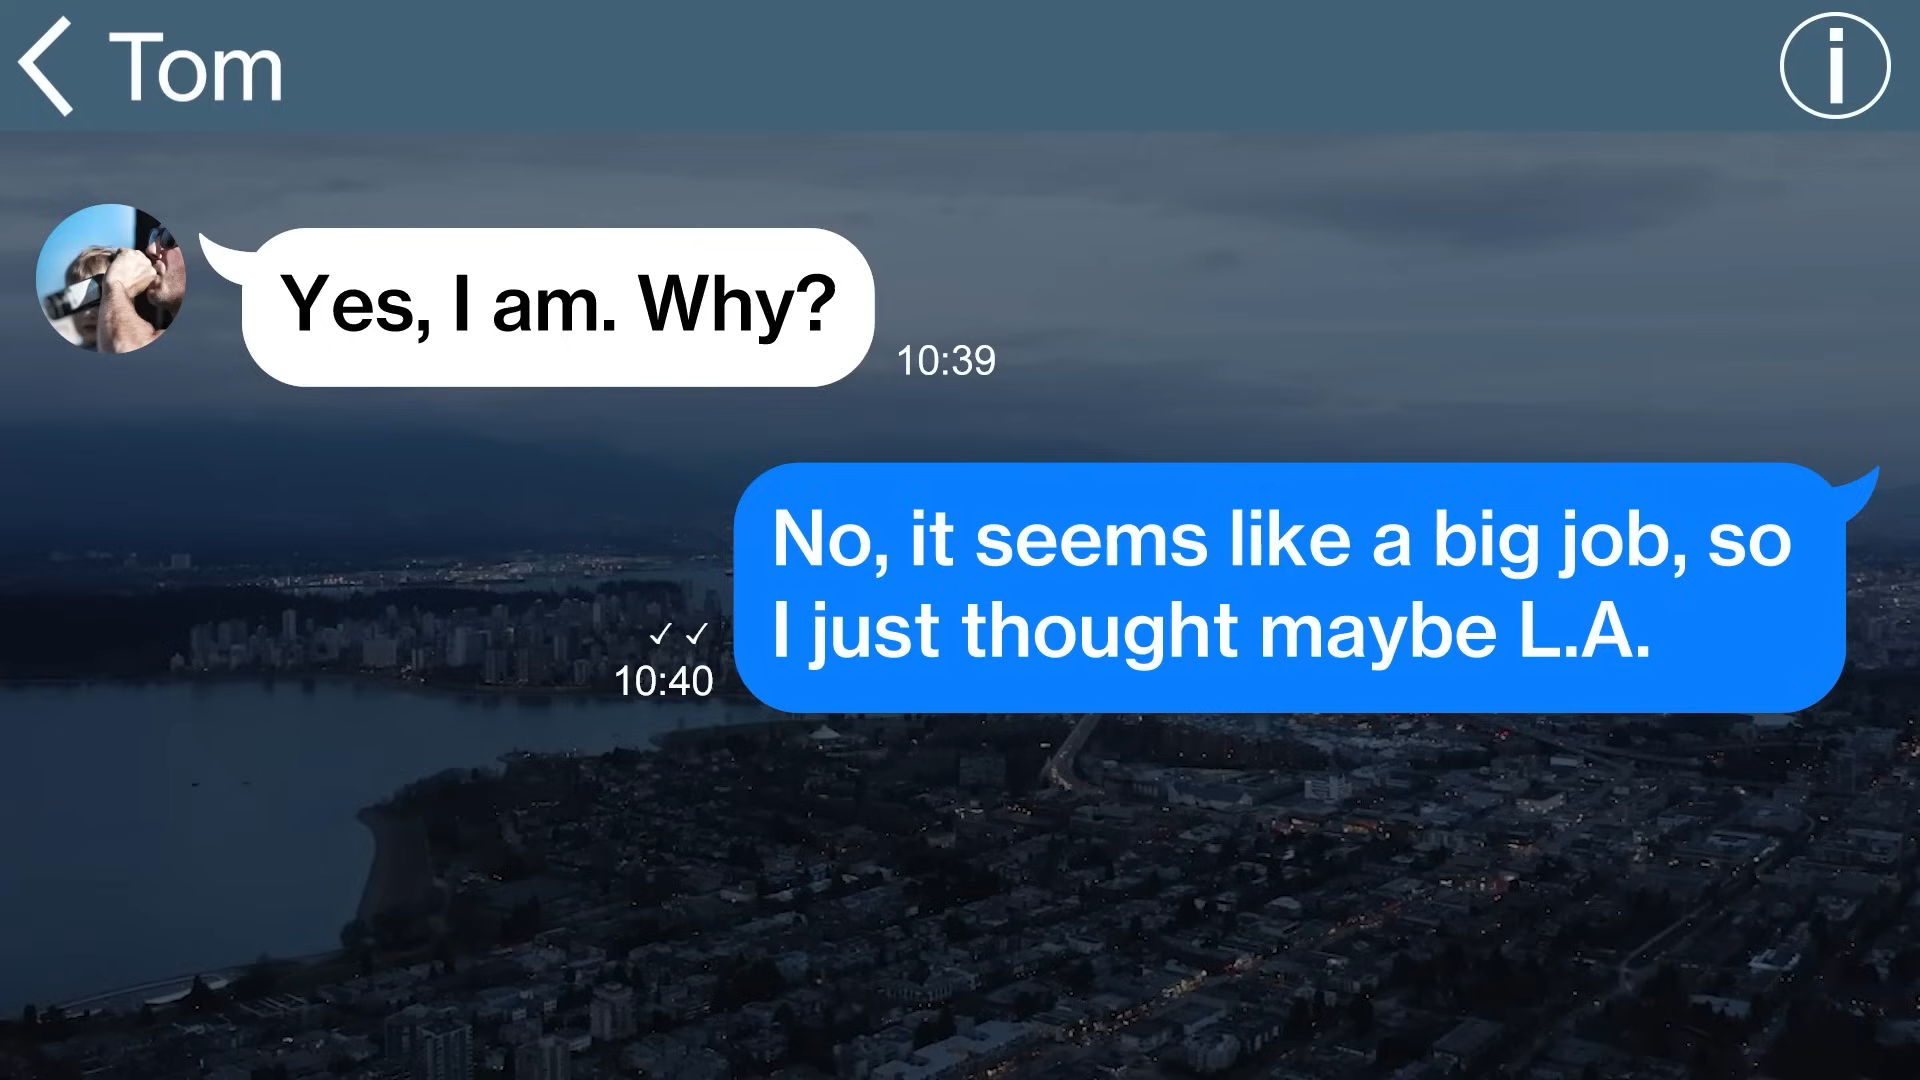 Tom
Yes, I am. Why?
10:39
No, it seems like a big job, so
I just thought maybe L.A.
10:40